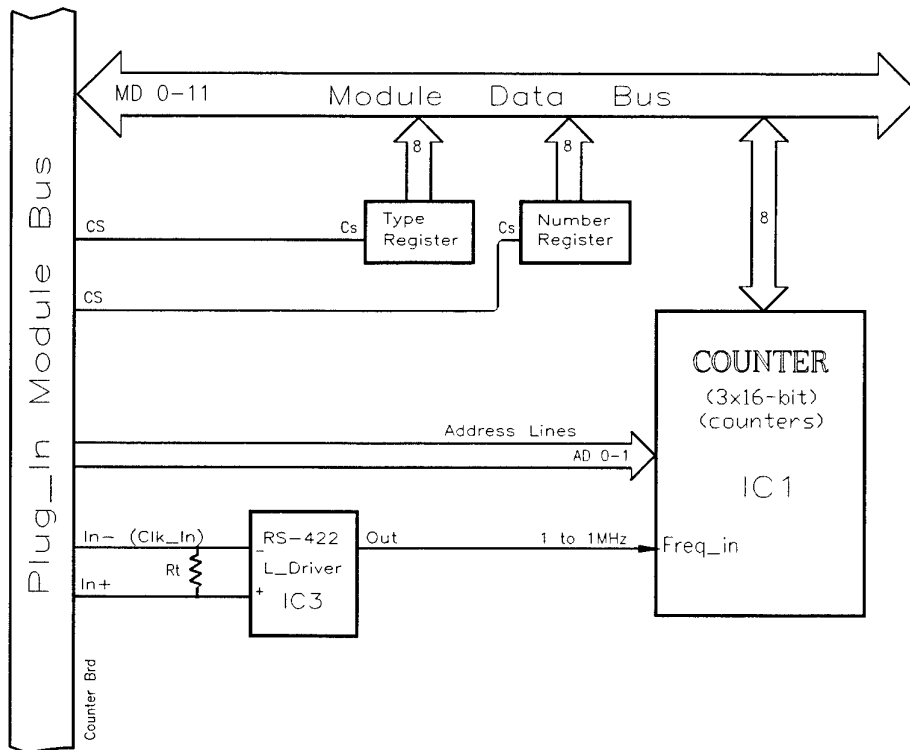 MD 0-11
Module Data Bus
8
8
8
Plug_In Module Bus
CS
Cs
Type
Register
Cs
Number
Register
CS
COUNTER
(3x16-bit)
(counters)
IC1
Address Lines
AD 0-1
In- (Clk_In)
Rt
In+
RS-422
L_Driver
IC3
-
+
Out
1 to 1MHz
Freq_in
Counter Brd